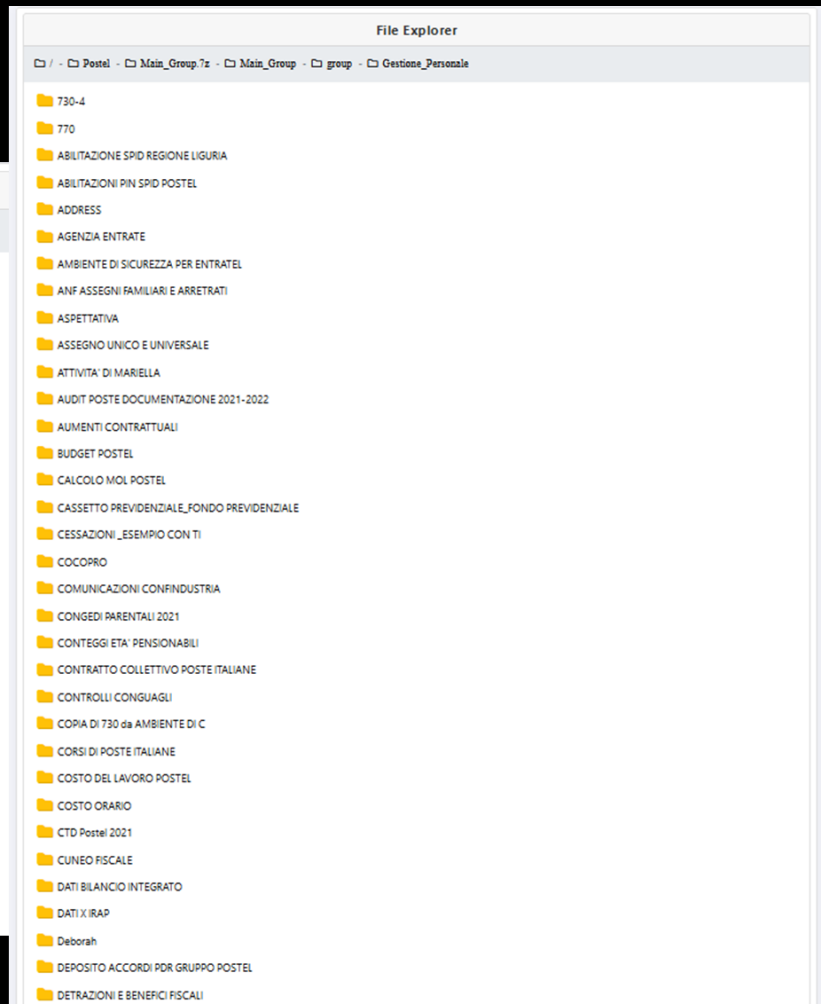 File Explorer
/ - Postel - Main_Group.7z - Main_Group - group - Gestione_Personale
730-4
770
ABILITAZIONE SPID REGIONE LIGURIA
ABILITAZIONI PIN SPID POSTEL
ADDRESS
AGENZIA ENTRATE
AMBIENTE DI SICUREZZA PER ENTRATEL
ANF ASSEGNI FAMILIARI E ARRETRATI
ASPETTATIVA
ASSEGNO UNICO E UNIVERSALE
ATTIVITA' DI MARIELLA
AUDIT POSTE DOCUMENTAZIONE 2021-2022
AUMENTI CONTRATTUALI
BUDGET POSTEL
CALCOLO MOL POSTEL
CASSETTO PREVIDENZIALE_FONDO PREVIDENZIALE
CESSAZIONI _ESEMPIO CON TI
COCOPRO
COMUNICAZIONI CONFINDUSTRIA
CONGEDI PARENTALI 2021
CONTEGGI ETA' PENSIONABILI
CONTRATTO COLLETTIVO POSTE ITALIANE
CONTROLLI CONGUAGLI
COPIA DI 730 da AMBIENTE DI C
CORSI DI POSTE ITALIANE
COSTO DEL LAVORO POSTEL
COSTO ORARIO
CTD Postel 2021
CUNEO FISCALE
DATI BILANCIO INTEGRATO
DATI X IRAP
Deborah
DEPOSITO ACCORDI PDR GRUPPO POSTEL
DETRAZIONI E BENEFICI FISCALI